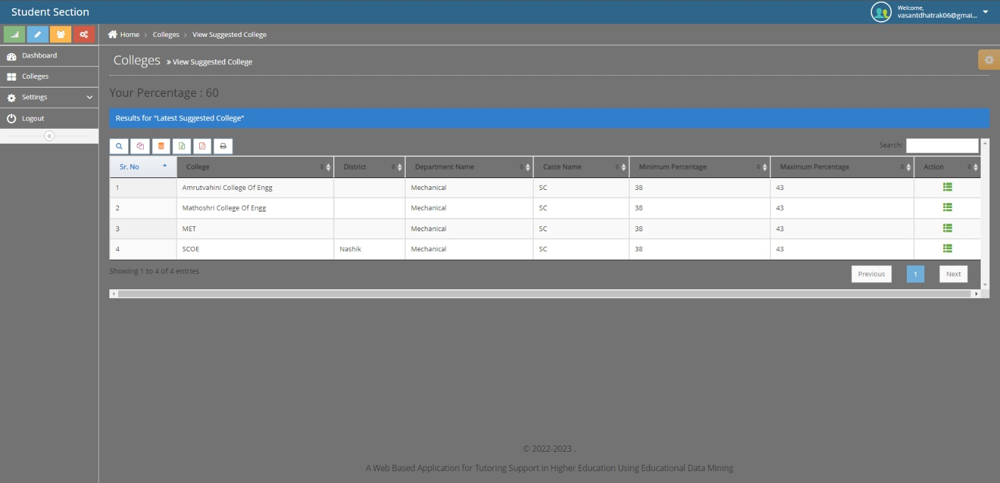 Student Section
Welcome,
vasantdhatrak06@gmai...
Home > Colleges > View Suggested College
Dashboard
Colleges
Settings
Logout
Colleges » View Suggested College
Your Percentage : 60
Results for "Latest Suggested College"
Search:
Sr. No College District Department Name Caste Name Minimum Percentage Maximum Percentage Action
1 Amrutvahini College Of Engg Mechanical SC 38 43
2 Mathoshri College Of Engg Mechanical SC 38 43
3 MET Mechanical SC 38 43
4 SCOE Nashik Mechanical SC 38 43
Showing 1 to 4 of 4 entries
Previous 1 Next
© 2022-2023 .
A Web Based Application for Tutoring Support in Higher Education Using Educational Data Mining